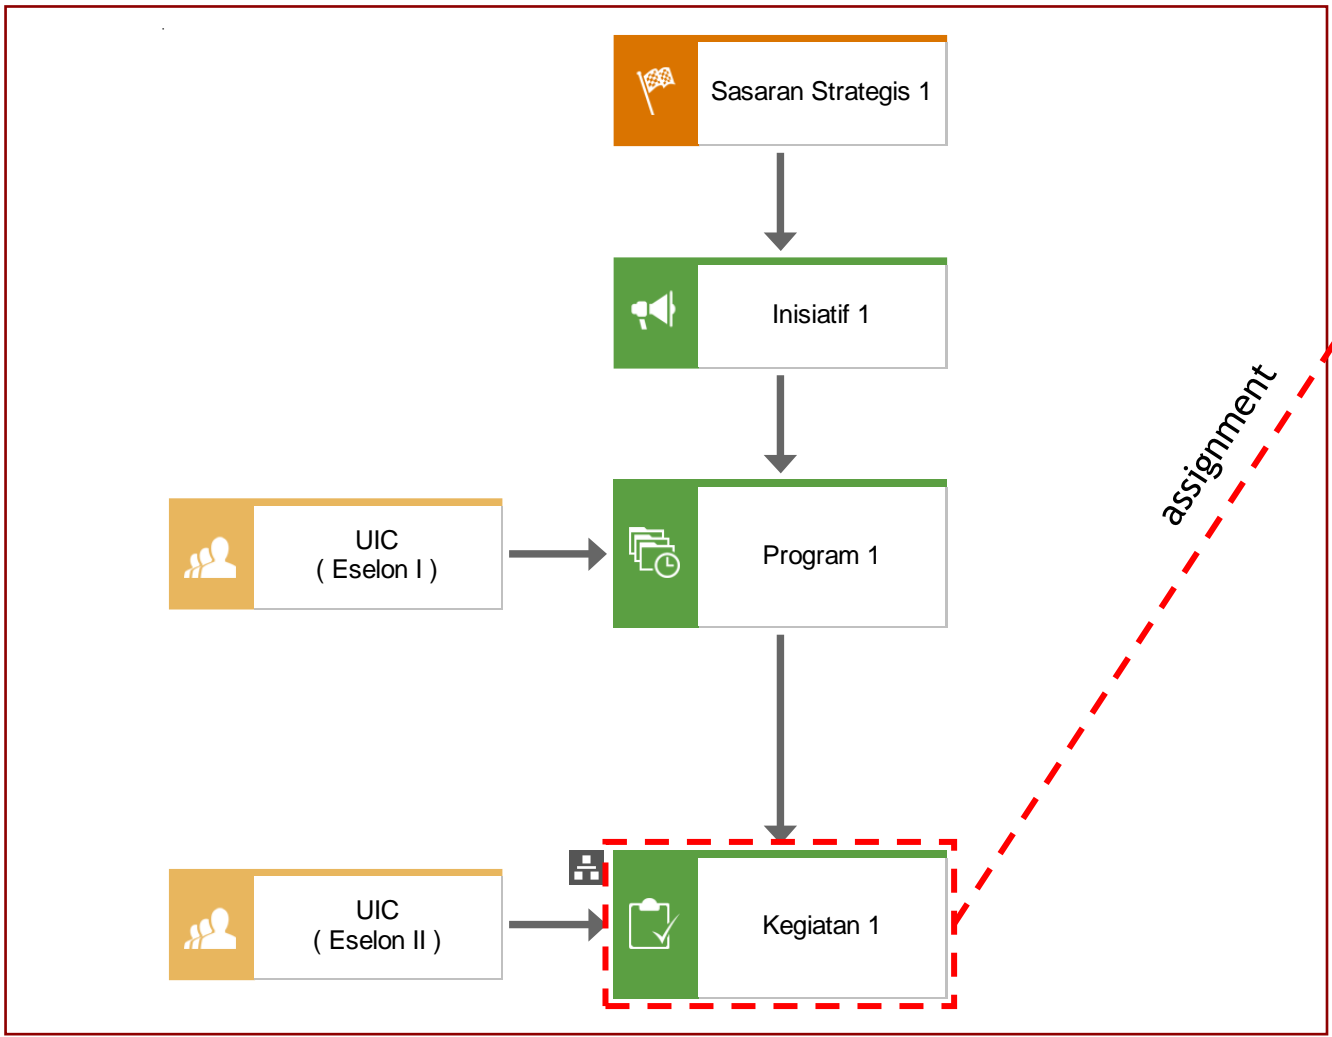 Sasaran Strategis 1
Inisiatif 1
assignment
UIC
( Eselon I )
Program 1
UIC
( Eselon II )
Kegiatan 1